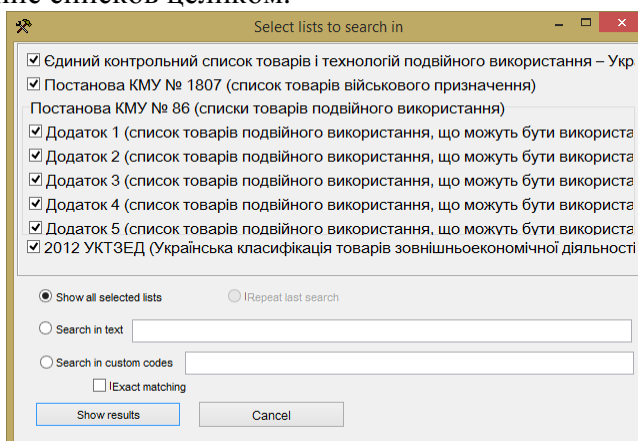 списков целиком.
Select lists to search in
Єдиний контрольний список товарів і технологій подвійного використання – Укр
Постанова КМУ № 1807 (список товарів військового призначення)
Постанова КМУ № 86 (списки товарів подвійного використання)
Додаток 1 (список товарів подвійного використання, що можуть бути використа
Додаток 2 (список товарів подвійного використання, що можуть бути використа
Додаток 3 (список товарів подвійного використання, що можуть бути використа
Додаток 4 (список товарів подвійного використання, що можуть бути використа
Додаток 5 (список товарів подвійного використання, що можуть бути використа
2012 УКТЗЕД (Українська класифікація товарів зовнішньоекономічної діяльності
Show all selected lists !Repeat last search
Search in text
Search in custom codes
!Exact matching
Show results Cancel